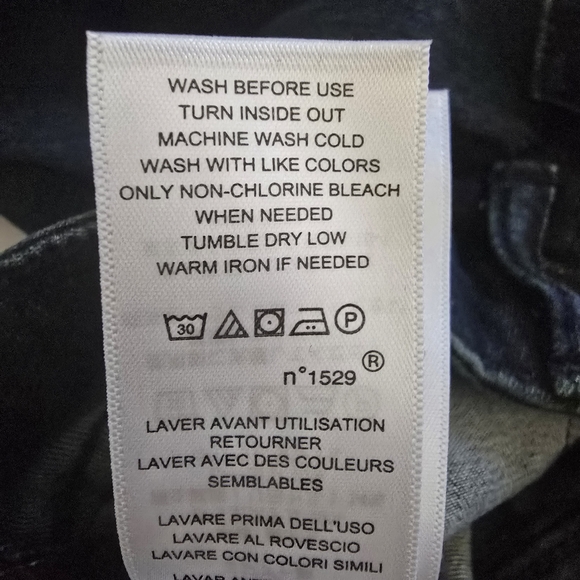 WASH BEFORE USE
TURN INSIDE OUT
MACHINE WASH COLD
WASH WITH LIKE COLORS
ONLY NON-CHLORINE BLEACH
WHEN NEEDED
TUMBLE DRY LOW
WARM IRON IF NEEDED
30 P
n°1529 ®
LAVER AVANT UTILISATION
RETOURNER
LAVER AVEC DES COULEURS
SEMBLABLES
LAVARE PRIMA DELL'USO
LAVARE AL ROVESCIO
LAVARE CON COLORI SIMILI